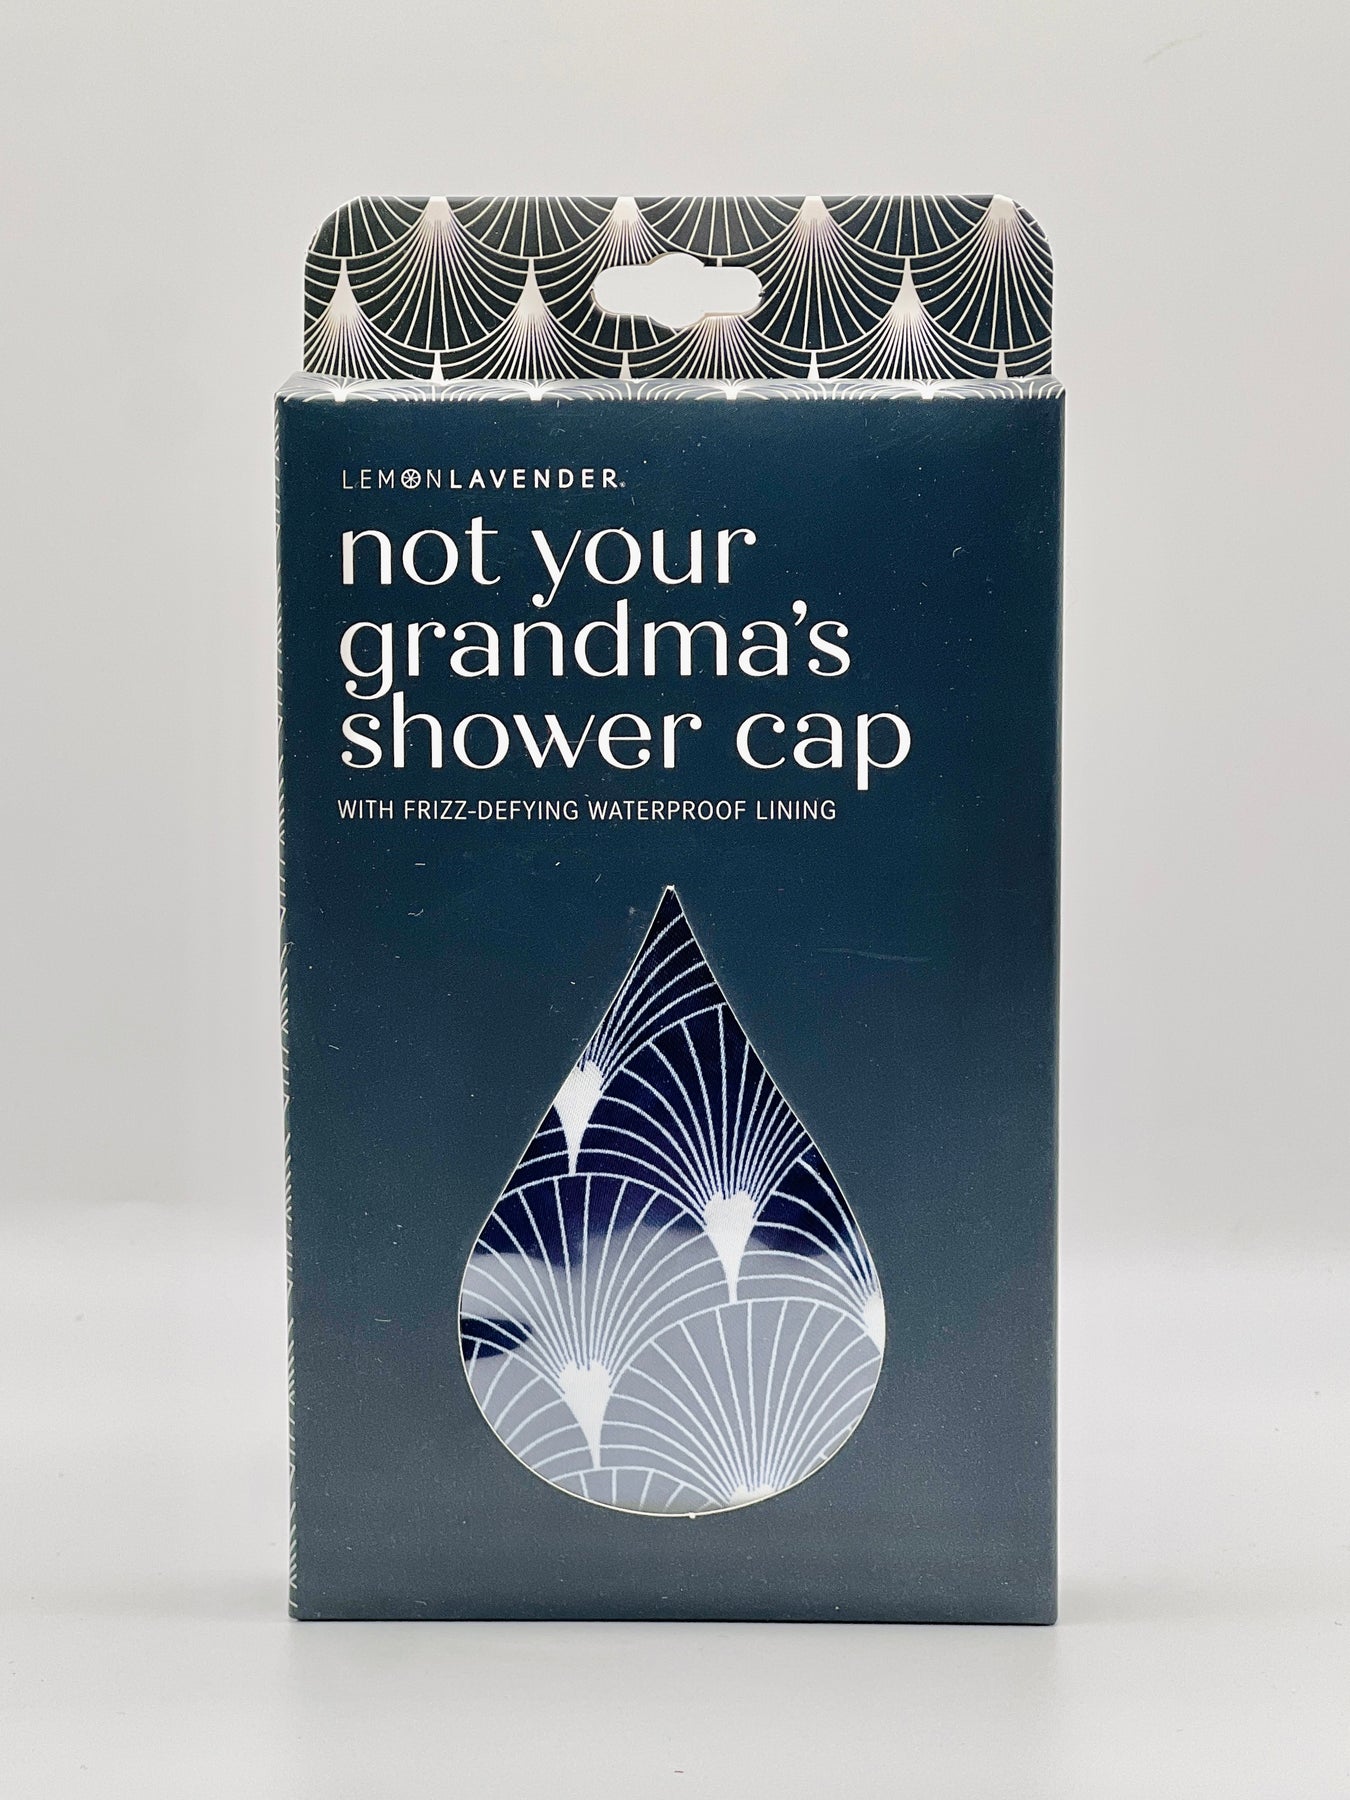 LEMONLAVENDER®
not your
grandma's
shower cap
WITH FRIZZ-DEFYING WATERPROOF LINING